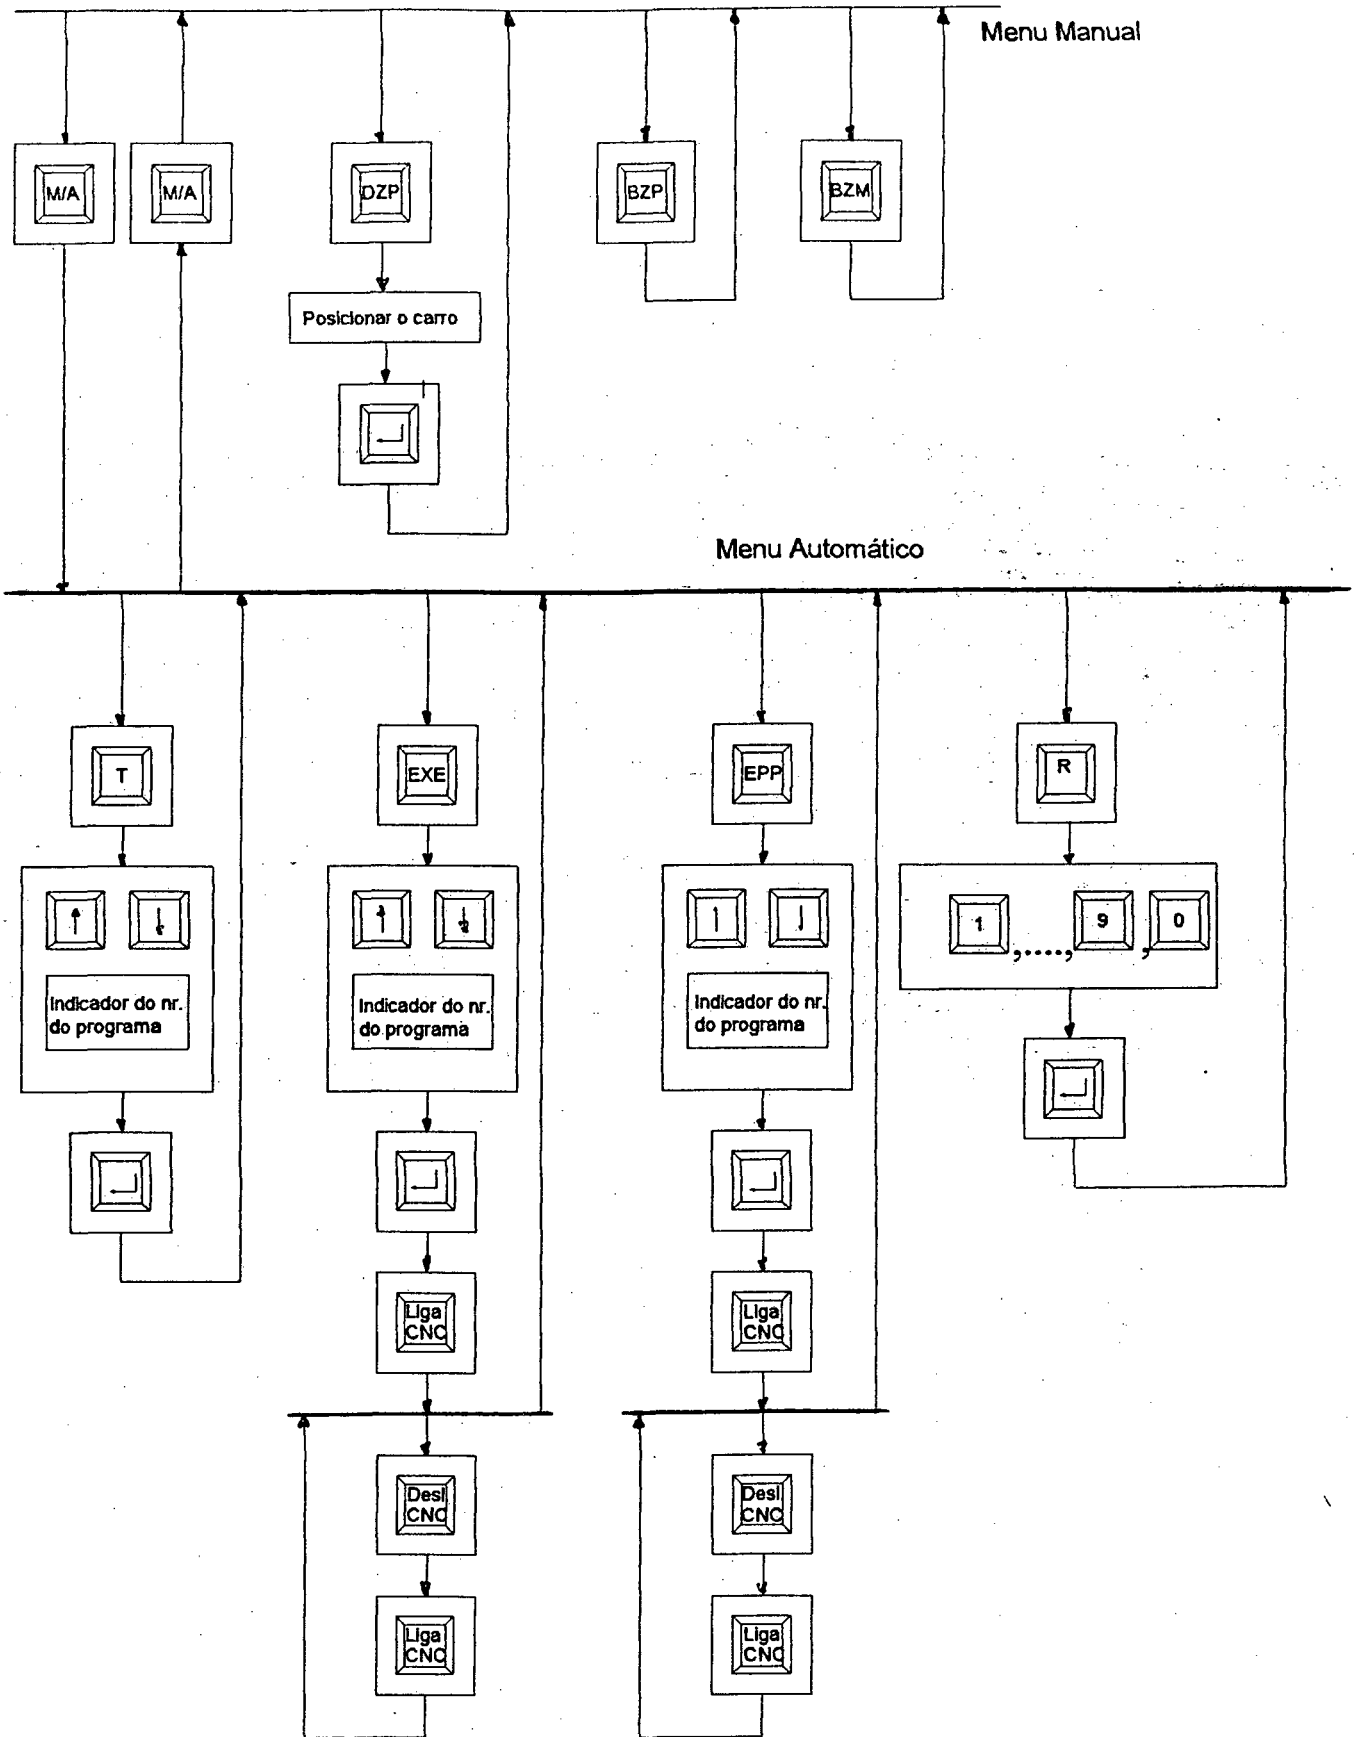 Menu Manual
M/A
M/A
DZP
BZP
BZM
Posicionar o carro
Menu Automático
T
EXE
EPP
R
1 ,....., 9 , 0
Indicador do nr.
do programa
Indicador do nr.
do programa
Indicador do nr.
do programa
Liga
CNC
Liga
CNC
Desl
CNC
Desl
CNC
Liga
CNC
Liga
CNC